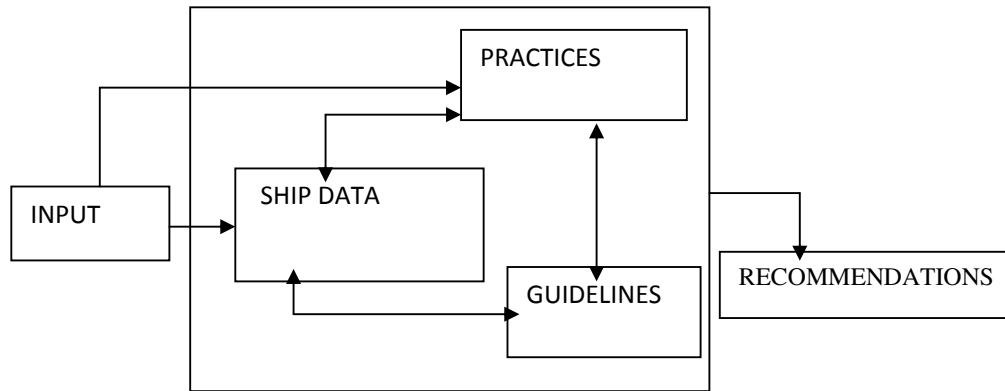 PRACTICES
SHIP DATA
INPUT
RECOMMENDATIONS
GUIDELINES